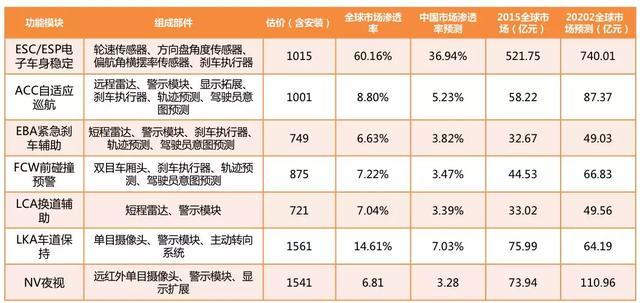 功能模块 组成部件 估价（含安装） 全球市场渗透率 中国市场渗透率预测 2015全球市场（亿元） 20202全球市场预测（亿元）
ESC/ESP电子车身稳定 轮速传感器、方向盘角度传感器、偏航角横摆率传感器、刹车执行器 1015 60.16% 36.94% 521.75 740.01
ACC自适应巡航 远程雷达、警示模块、显示拓展、刹车执行器、轨迹预测、驾驶员意图预测 1001 8.80% 5.23% 58.22 87.37
EBA紧急刹车辅助 短程雷达、警示模块、刹车执行器、轨迹预测、驾驶员意图预测 749 6.63% 3.82% 32.67 49.03
FCW前碰撞预警 双目车厢头、刹车执行器、轨迹预测、驾驶员意图预测 875 7.22% 3.47% 44.53 66.83
LCA换道辅助 短程雷达、警示模块 721 7.04% 3.39% 33.02 49.56
LKA车道保持 单目摄像头、警示模块、主动转向系统 1561 14.61% 7.03% 75.99 64.19
NV夜视 远红外单目摄像头、警示模块、显示扩展 1541 6.81 3.28 73.94 110.96